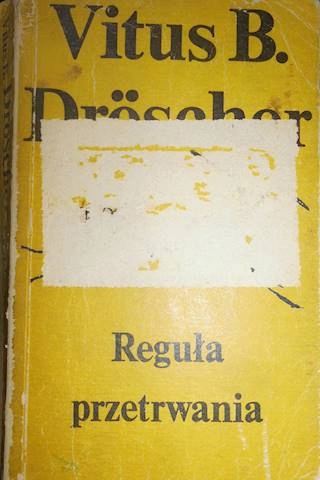 Vitus B.
Dröscher
Reguła
przetrwania